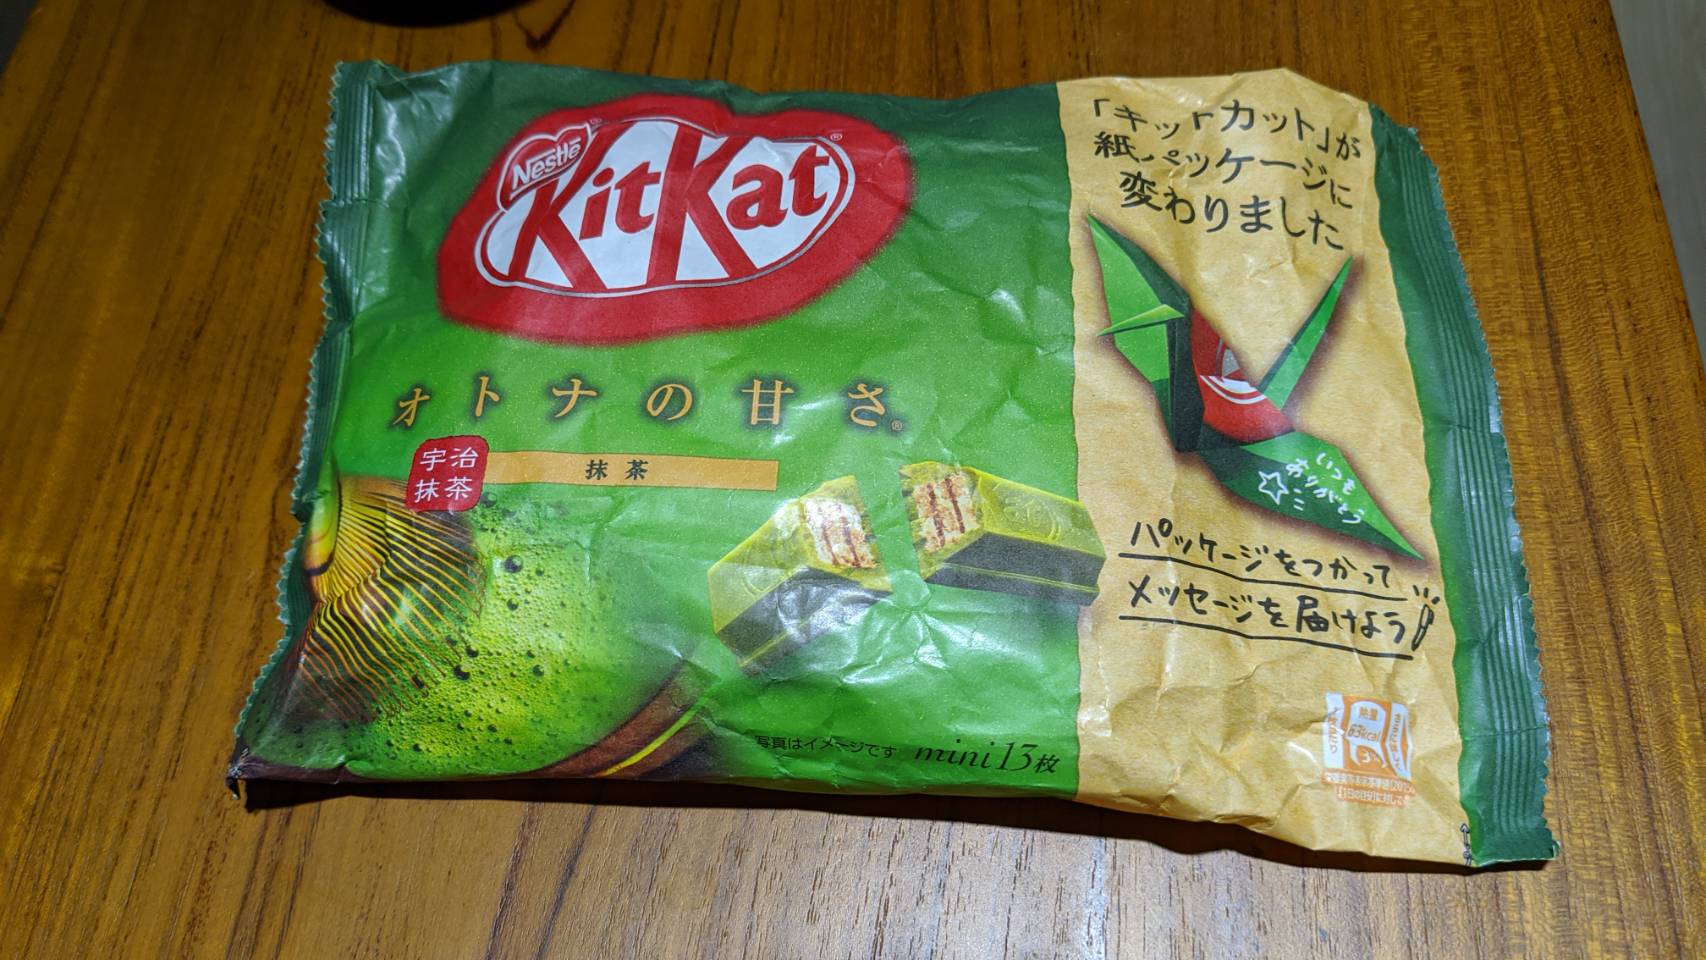 Nestlé
KitKat
オトナの甘さ®
宇治
抹茶
抹茶
写真はイメージです
mini 13枚
「キットカット」が
紙パッケージに
変わりました
いつも
ありがとう
パッケージをつかって
メッセージを届けよう
熱量
63kcal